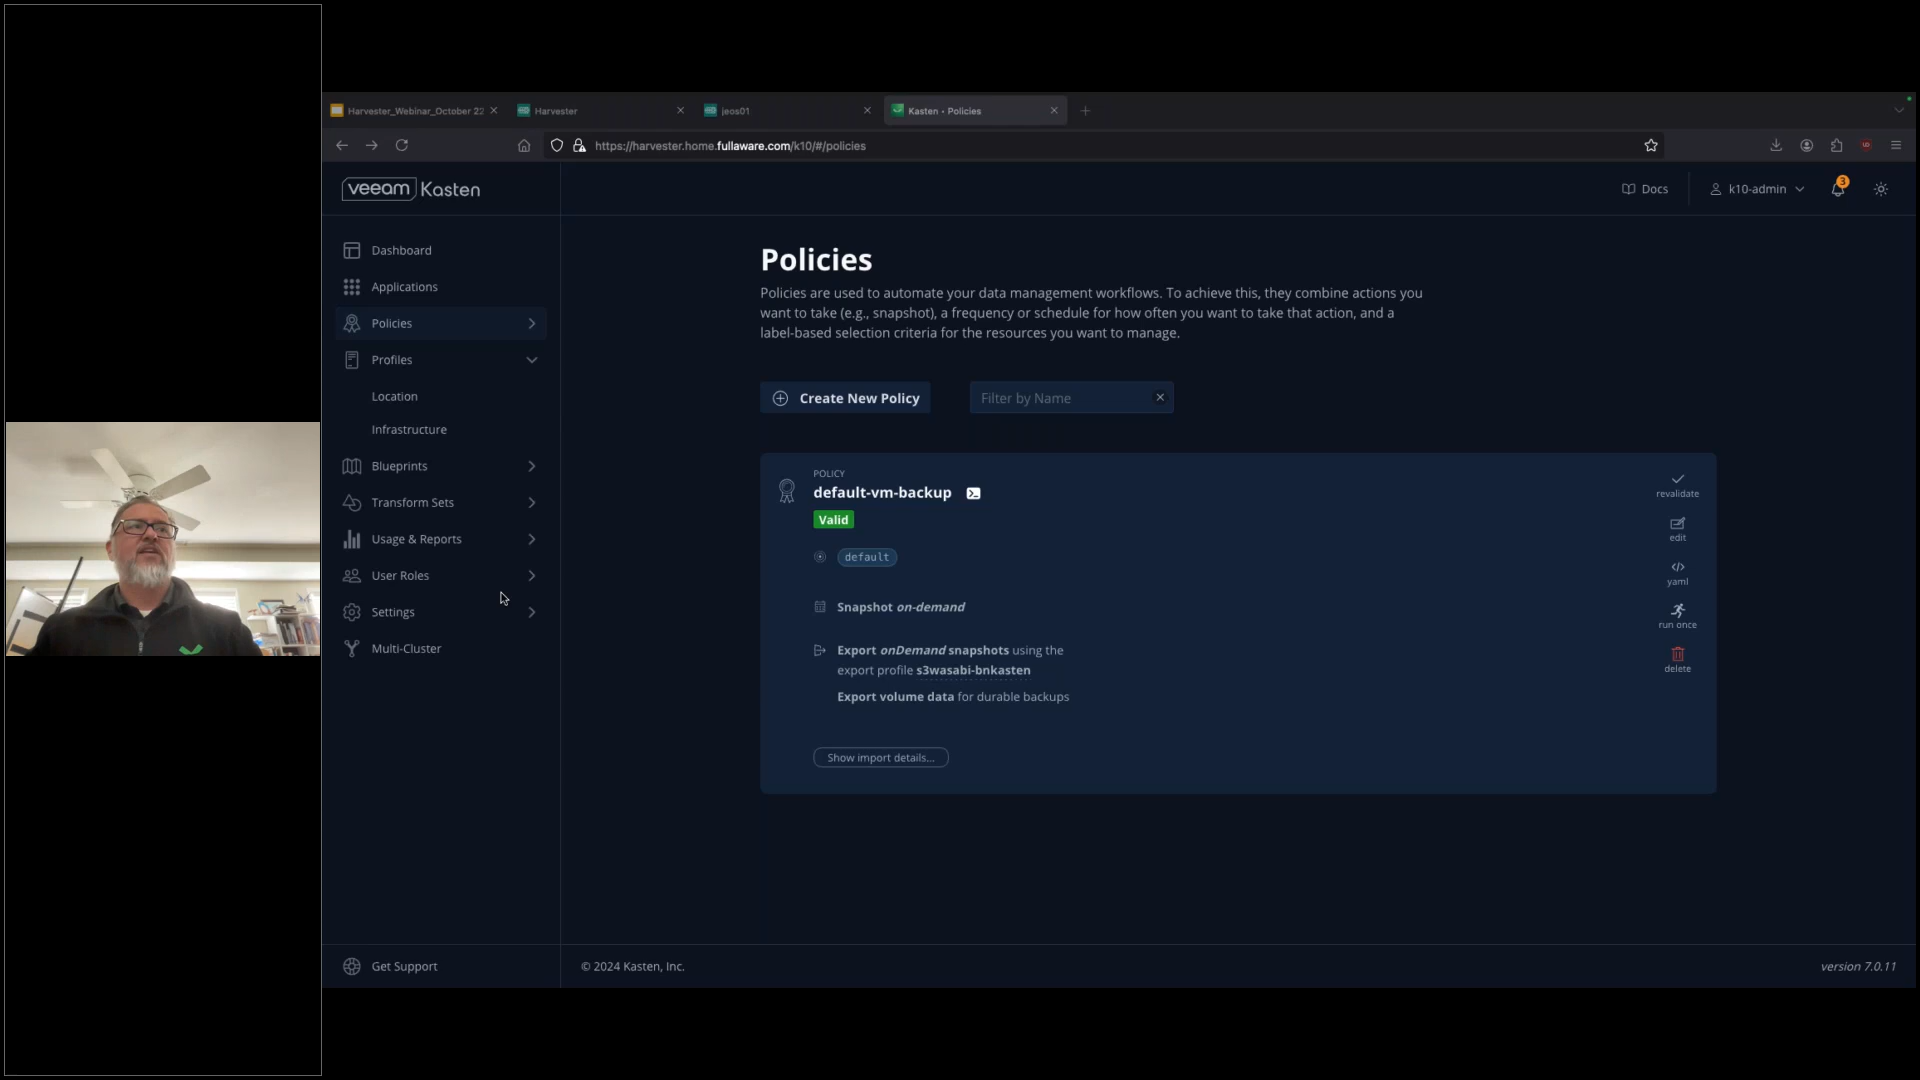 Harvester_Webinar_October 22
Harvester
jeos01
Kasten • Policies
https://harvester.home.fullaware.com/k10/#/policies
veeam Kasten
Docs
k10-admin
3
Dashboard
Applications
Policies
Profiles
Location
Infrastructure
Blueprints
Transform Sets
Usage & Reports
User Roles
Settings
Multi-Cluster
Get Support
Policies
Policies are used to automate your data management workflows. To achieve this, they combine actions you
want to take (e.g., snapshot), a frequency or schedule for how often you want to take that action, and a
label-based selection criteria for the resources you want to manage.
Create New Policy
Filter by Name
POLICY
default-vm-backup
Valid
default
Snapshot on-demand
Export onDemand snapshots using the
export profile s3wasabi-bnkasten
Export volume data for durable backups
Show import details...
revalidate
edit
yaml
run once
delete
© 2024 Kasten, Inc.
version 7.0.11